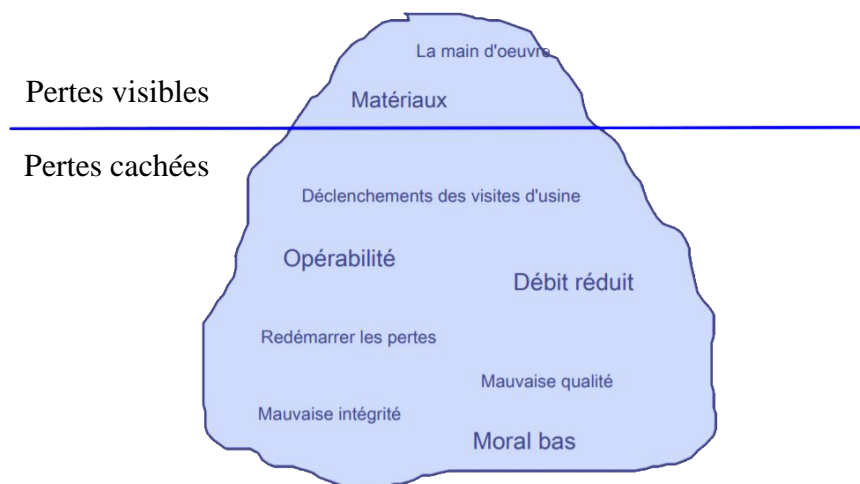 La main d'oeuvre
Pertes visibles
Matériaux
Pertes cachées
Déclenchements des visites d'usine
Opérabilité
Débit réduit
Redémarrer les pertes
Mauvaise qualité
Mauvaise intégrité
Moral bas